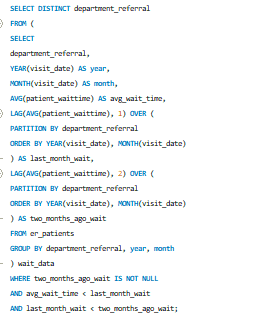 SELECT DISTINCT department_referral
FROM (
SELECT
department_referral,
YEAR(visit_date) AS year,
MONTH(visit_date) AS month,
AVG(patient_waittime) AS avg_wait_time,
LAG(AVG(patient_waittime), 1) OVER (
PARTITION BY department_referral
ORDER BY YEAR(visit_date), MONTH(visit_date)
) AS last_month_wait,
LAG(AVG(patient_waittime), 2) OVER (
PARTITION BY department_referral
ORDER BY YEAR(visit_date), MONTH(visit_date)
) AS two_months_ago_wait
FROM er_patients
GROUP BY department_referral, year, month
) wait_data
WHERE two_months_ago_wait IS NOT NULL
AND avg_wait_time < last_month_wait
AND last_month_wait < two_months_ago_wait;